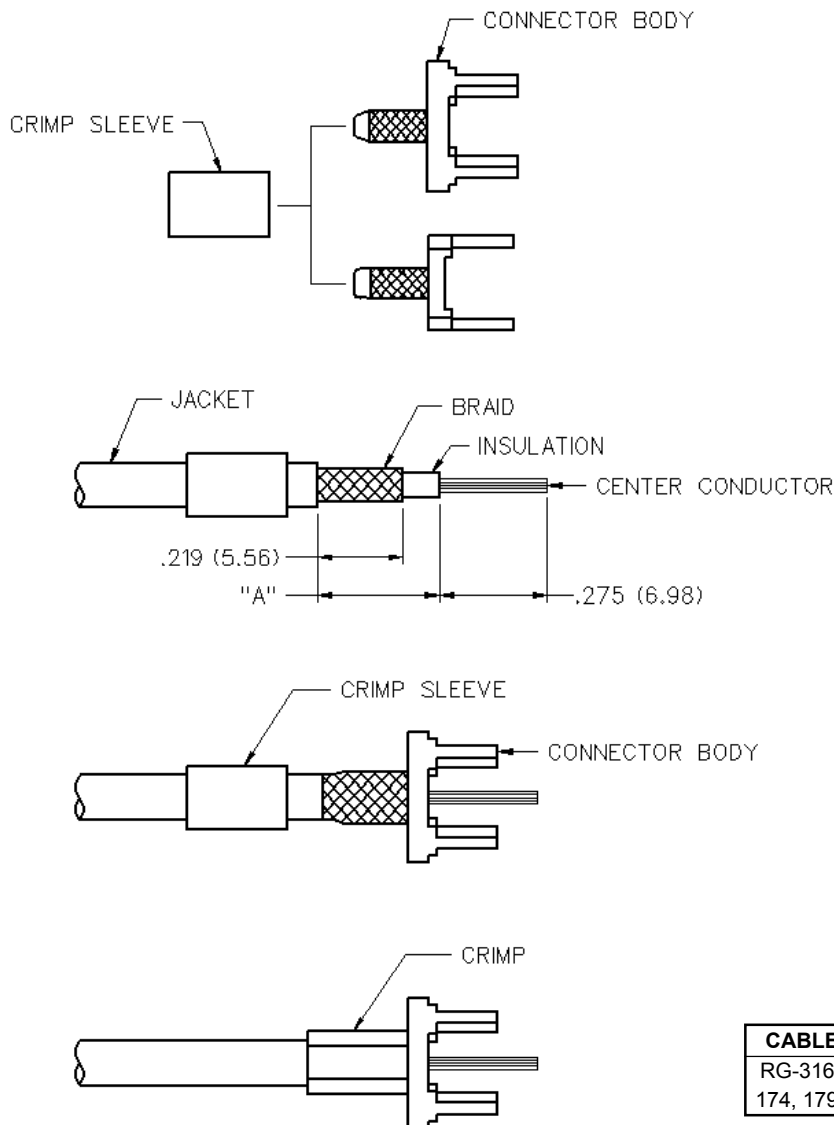 CONNECTOR BODY
CRIMP SLEEVE
JACKET
BRAID
INSULATION
CENTER CONDUCTOR
.219 (5.56)
"A"
.275 (6.98)
CRIMP SLEEVE
CONNECTOR BODY
CRIMP
CABLE
RG-316
174, 179